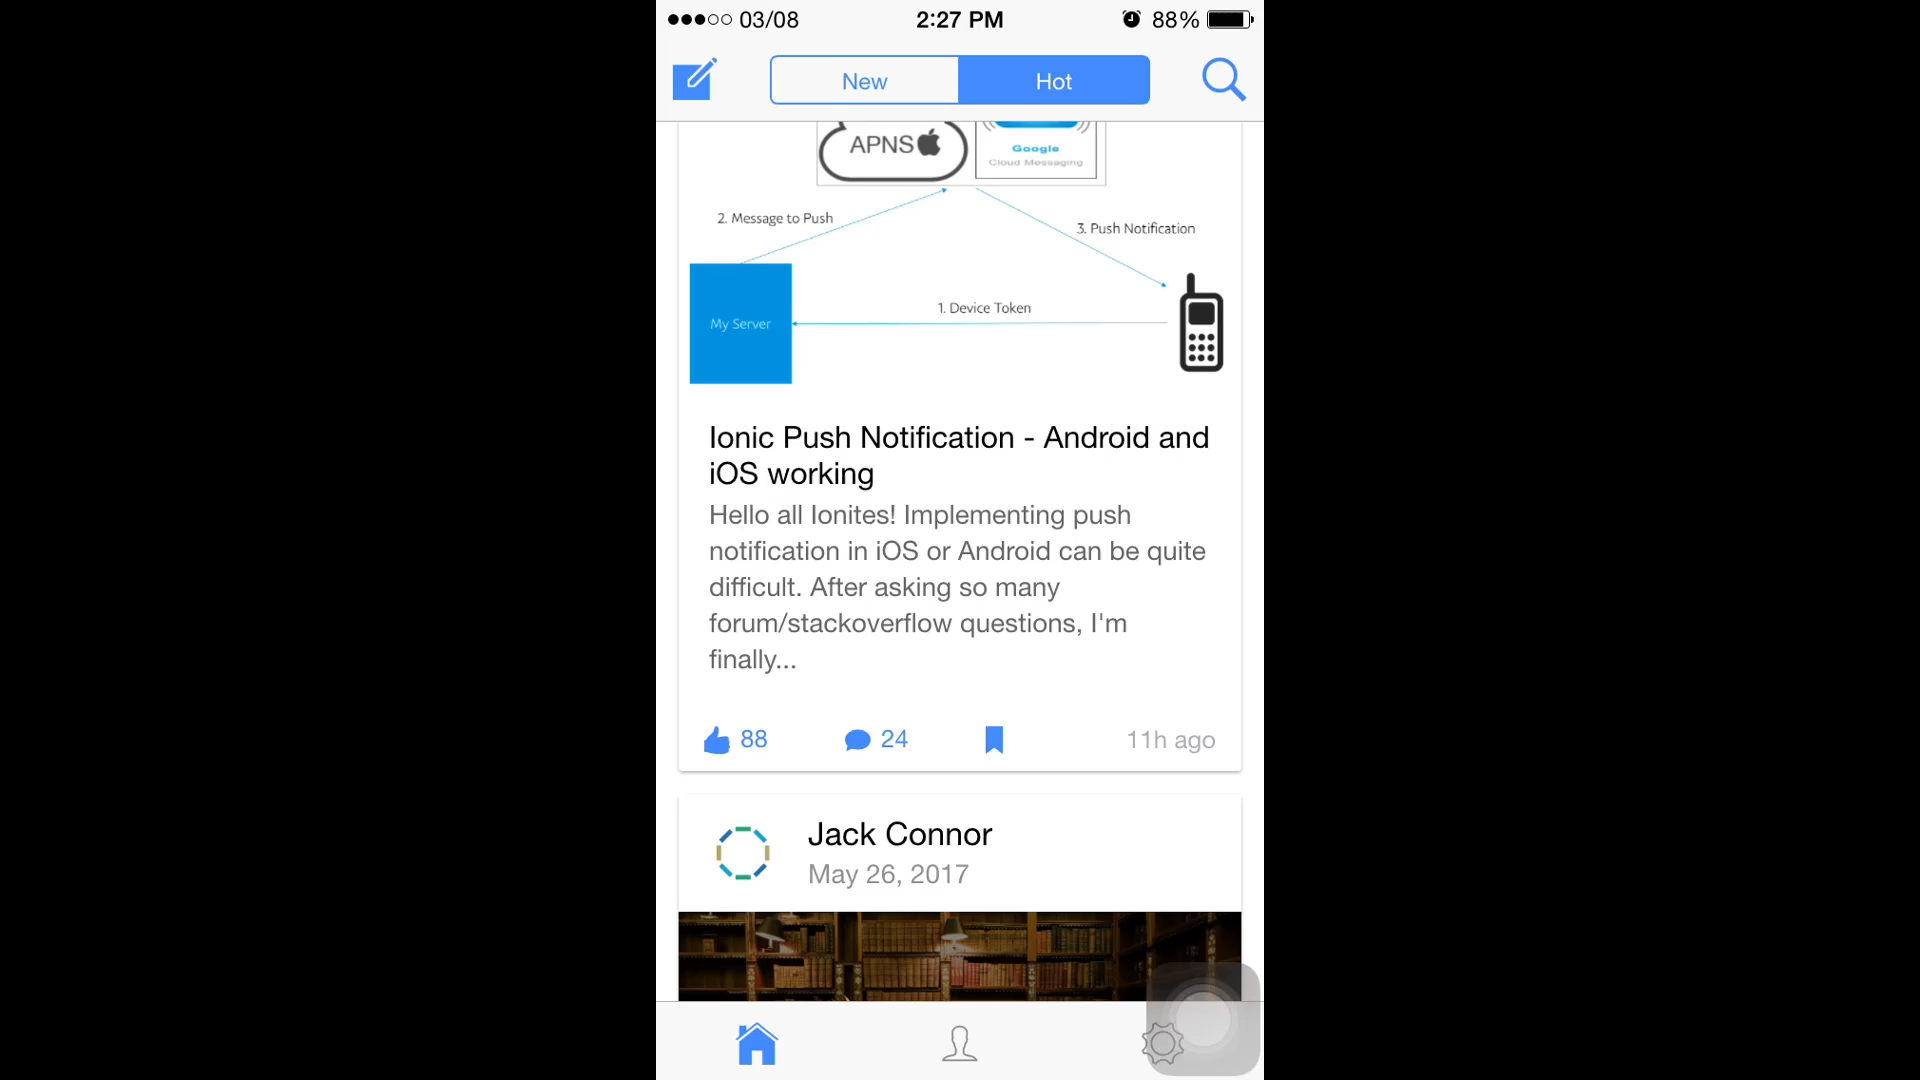 03/08 2:27 PM 88%
New Hot
APNS
Google
Cloud Messaging
2. Message to Push
3. Push Notification
1. Device Token
My Server
Ionic Push Notification - Android and
iOS working
Hello all Ionites! Implementing push
notification in iOS or Android can be quite
difficult. After asking so many
forum/stackoverflow questions, I'm
finally...
88 24 11h ago
Jack Connor
May 26, 2017